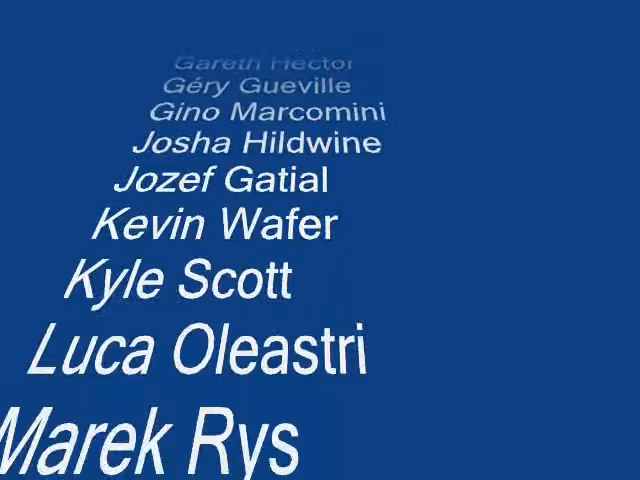 Gareth Hector
Géry Gueville
Gino Marcomini
Josha Hildwine
Jozef Gatial
Kevin Wafer
Kyle Scott
Luca Oleastri
Marek Rys